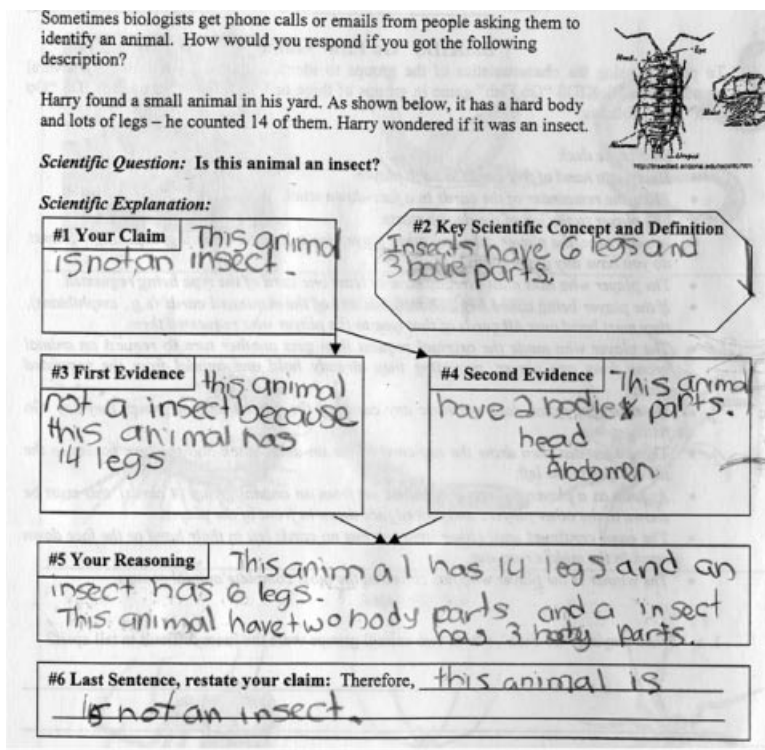 Sometimes biologists get phone calls or emails from people asking them to
identify an animal. How would you respond if you got the following
description?
Harry found a small animal in his yard. As shown below, it has a hard body
and lots of legs – he counted 14 of them. Harry wondered if it was an insect.
Scientific Question: Is this animal an insect?
Scientific Explanation:
#1 Your Claim This animal
is not an insect.
#2 Key Scientific Concept and Definition
Insects have 6 legs and
3 bodie parts.
#3 First Evidence this animal
not a insect because
this animal has
14 legs
#4 Second Evidence This animal
have 2 bodies parts.
head
Abdomen
#5 Your Reasoning This animal has 14 legs and an
insect has 6 legs.
This animal have two body parts and a insect
has 3 body parts.
#6 Last Sentence, restate your claim: Therefore, this animal is
is not an insect.